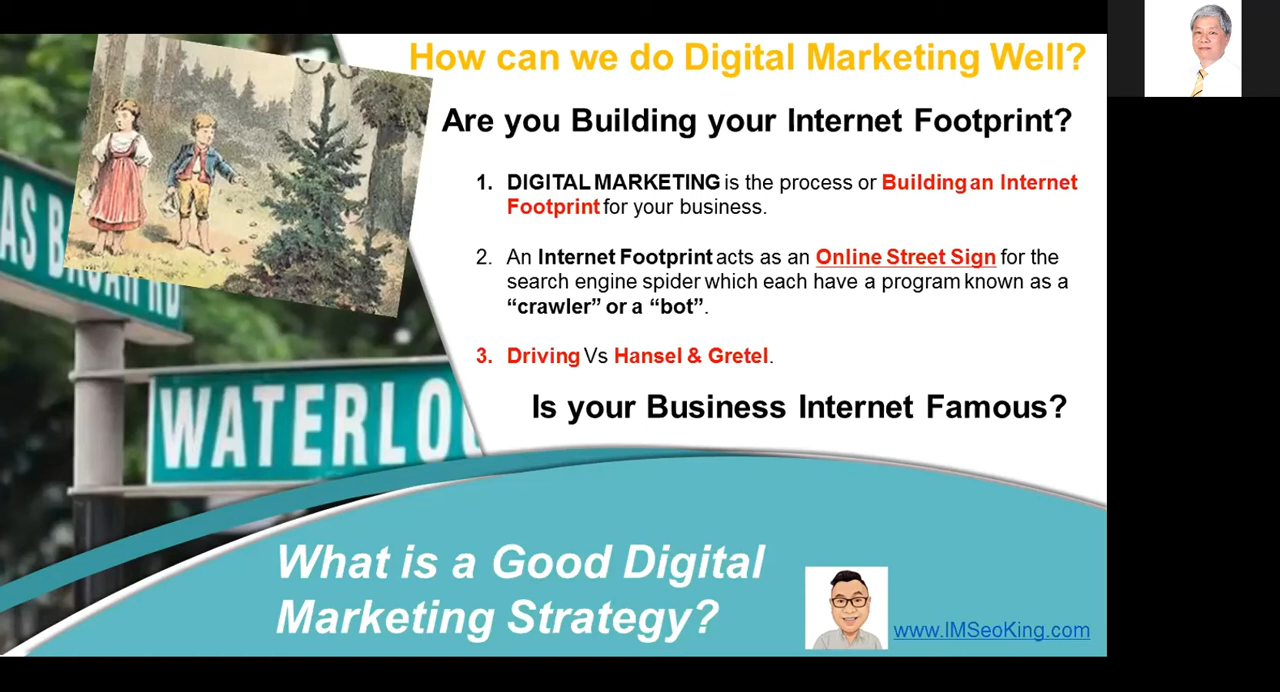 How can we do Digital Marketing Well?
Are you Building your Internet Footprint?
1. DIGITAL MARKETING is the process or Building an Internet
Footprint for your business.
2. An Internet Footprint acts as an Online Street Sign for the
search engine spider which each have a program known as a
“crawler” or a “bot”.
3. Driving Vs Hansel & Gretel.
Is your Business Internet Famous?
AS B
RD
WATERLO
What is a Good Digital
Marketing Strategy?
www.IMSeoKing.com